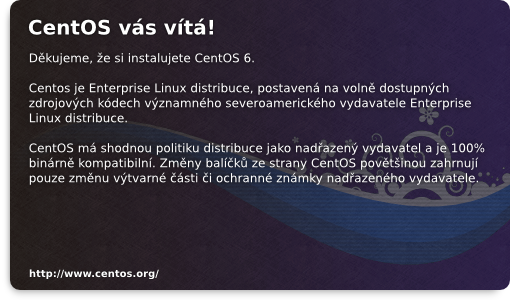 CentOS vás vítá!
Děkujeme, že si instalujete CentOS 6.
Centos je Enterprise Linux distribuce, postavená na volně dostupných
zdrojových kódech významného severoamerického vydavatele Enterprise
Linux distribuce.
CentOS má shodnou politiku distribuce jako nadřazený vydavatel a je 100%
binárně kompatibilní. Změny balíčků ze strany CentOS povětšinou zahrnují
pouze změnu výtvarné části či ochranné známky nadřazeného vydavatele.
http://www.centos.org/